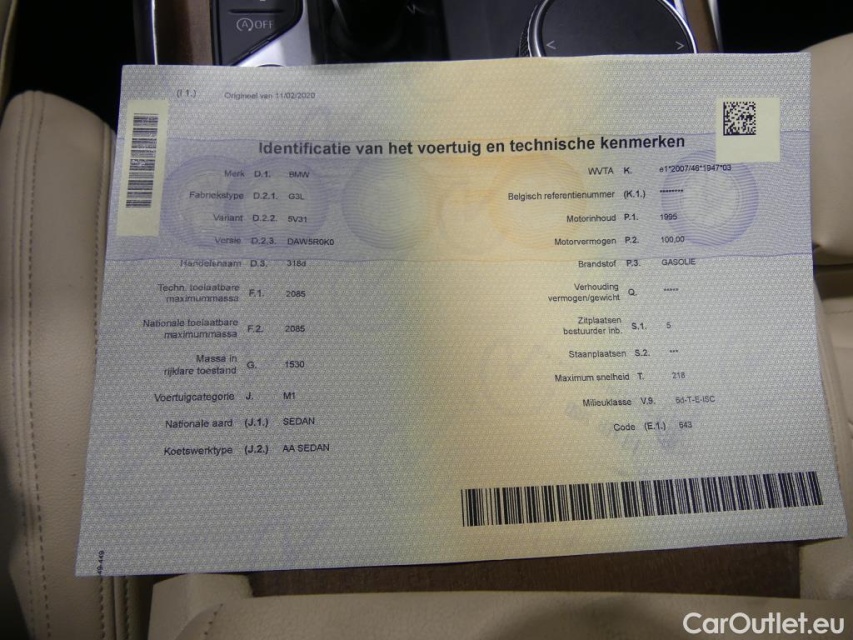 OFF
(I 1.) Origineel van 11/02/2020
Identificatie van het voertuig en technische kenmerken
Merk D.1. BMW
Fabriekstype D.2.1. G3L
Variant D.2.2. 5V31
Versie D.2.3. DAW5R0K0
Handelsnaam D.3. 318d
Techn. toelaatbare
maximummassa F.1. 2085
Nationale toelaatbare
maximummassa F.2. 2085
Massa in
rijklare toestand G. 1530
Voertuigcategorie J. M1
Nationale aard (J.1.) SEDAN
Koetswerktype (J.2.) AA SEDAN
WVTA K. e1*2007/46*1947*03
Belgisch referentienummer (K.1.) *******
Motorinhoud P.1. 1995
Motorvermogen P.2. 100,00
Brandstof P.3. GASOLIE
Verhouding
vermogen/gewicht Q. *****
Zitplaatsen
bestuurder inb. S.1. 5
Staanplaatsen S.2. ***
Maximum snelheid T. 218
Milieuklasse V.9. 6d-T-E-ISC
Code (E.1.) 643
CarOutlet.eu